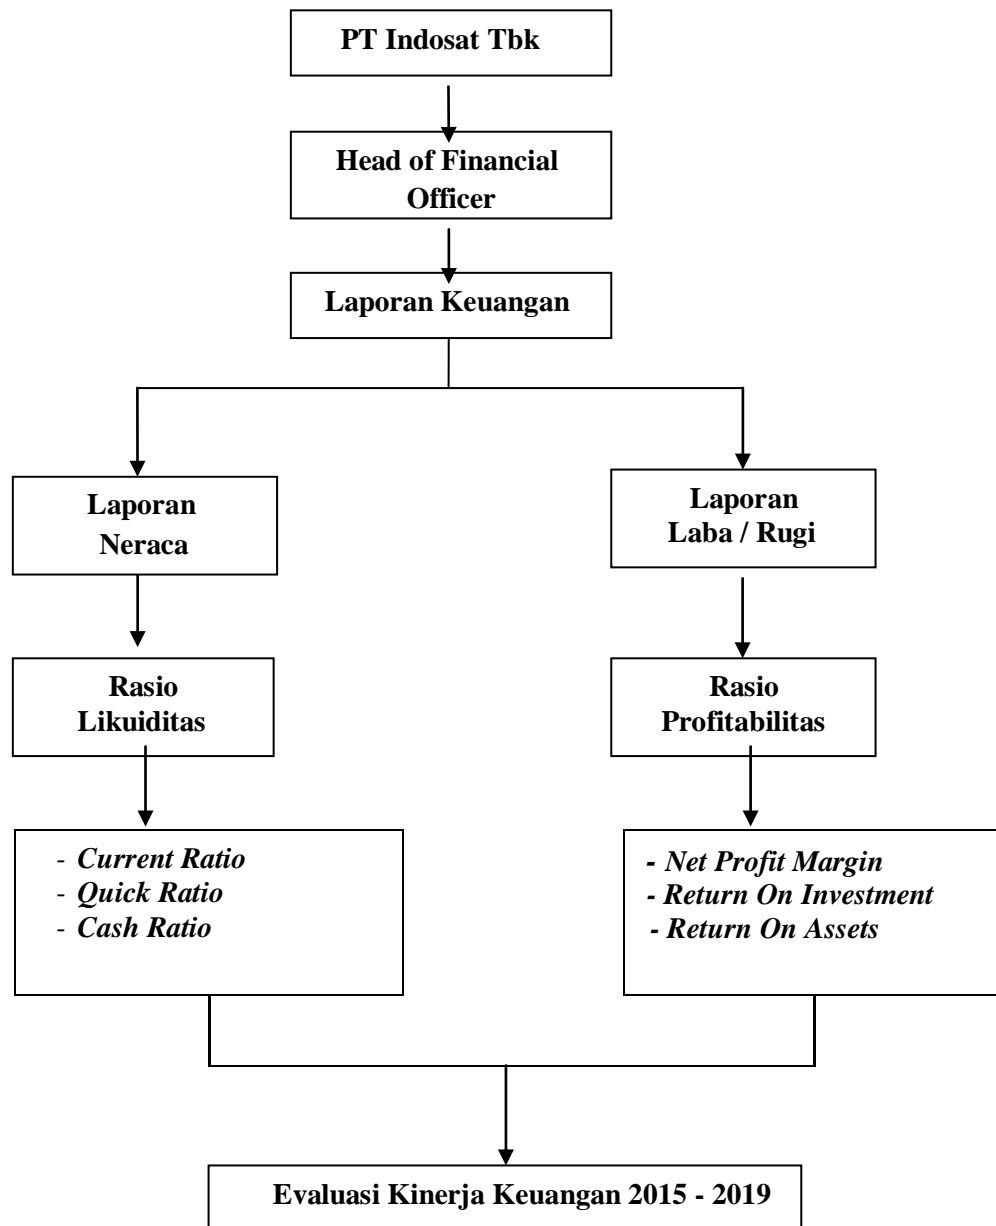 PT Indosat Tbk
Head of Financial
Officer
Laporan Keuangan
Laporan
Neraca
Laporan
Laba / Rugi
Rasio
Likuiditas
Rasio
Profitabilitas
- Current Ratio
- Quick Ratio
- Cash Ratio
- Net Profit Margin
- Return On Investment
- Return On Assets
Evaluasi Kinerja Keuangan 2015 - 2019